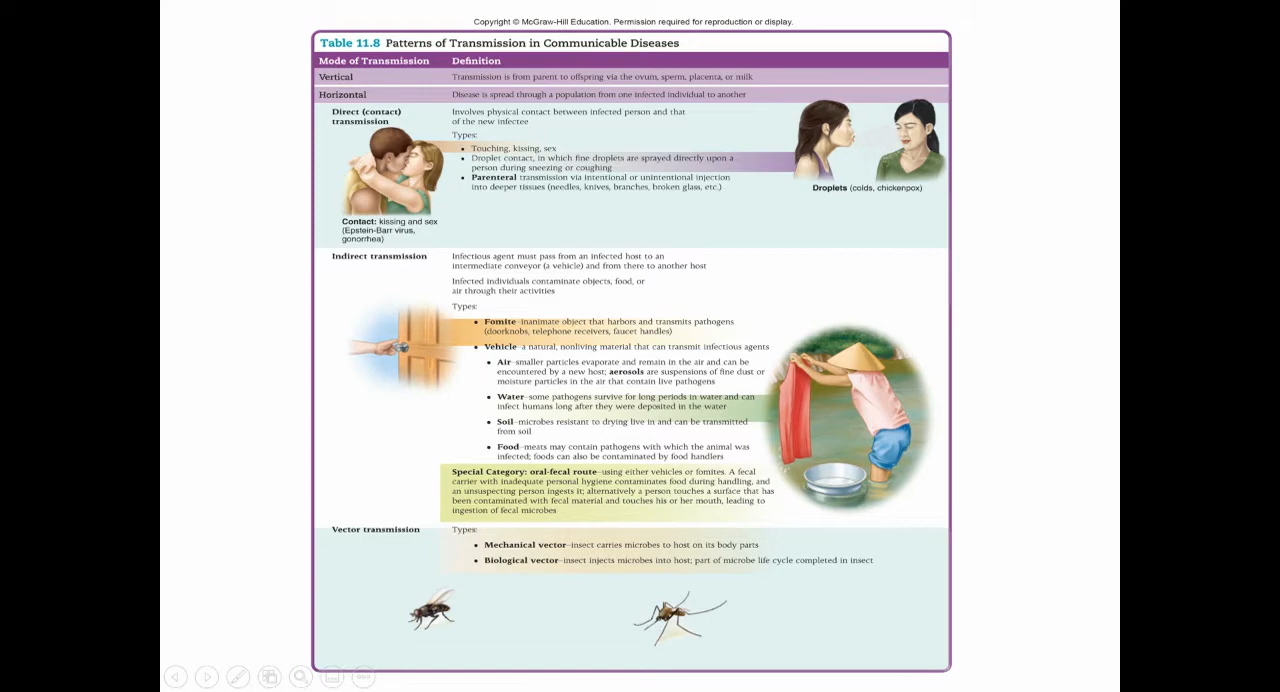 Copyright © McGraw-Hill Education. Permission required for reproduction or display.
Table 11.8 Patterns of Transmission in Communicable Diseases
Mode of Transmission Definition
Vertical Transmission is from parent to offspring via the ovum, sperm, placenta, or milk
Horizontal Disease is spread through a population from one infected individual to another
Direct (contact)
transmission
Involves physical contact between infected person and that
of the new infectee
Types:
• Touching, kissing, sex
• Droplet contact, in which fine droplets are sprayed directly upon a
person during sneezing or coughing
• Parenteral transmission via intentional or unintentional injection
into deeper tissues (needles, knives, branches, broken glass, etc.)
Droplets (colds, chickenpox)
Contact: kissing and sex
(Epstein-Barr virus,
gonorrhea)
Indirect transmission
Infectious agent must pass from an infected host to an
intermediate conveyor (a vehicle) and from there to another host
Infected individuals contaminate objects, food, or
air through their activities
Types:
• Fomite–inanimate object that harbors and transmits pathogens
(doorknobs, telephone receivers, faucet handles)
• Vehicle–a natural, nonliving material that can transmit infectious agents
• Air–smaller particles evaporate and remain in the air and can be
encountered by a new host; aerosols are suspensions of fine dust or
moisture particles in the air that contain live pathogens
• Water–some pathogens survive for long periods in water and can
infect humans long after they were deposited in the water
• Soil–microbes resistant to drying live in and can be transmitted
from soil
• Food–meats may contain pathogens with which the animal was
infected; foods can also be contaminated by food handlers
Special Category: oral-fecal route–using either vehicles or fomites. A fecal
carrier with inadequate personal hygiene contaminates food during handling, and
an unsuspecting person ingests it; alternatively a person touches a surface that has
been contaminated with fecal material and touches his or her mouth, leading to
ingestion of fecal microbes
Vector transmission Types:
• Mechanical vector–insect carries microbes to host on its body parts
• Biological vector–insect injects microbes into host; part of microbe life cycle completed in insect